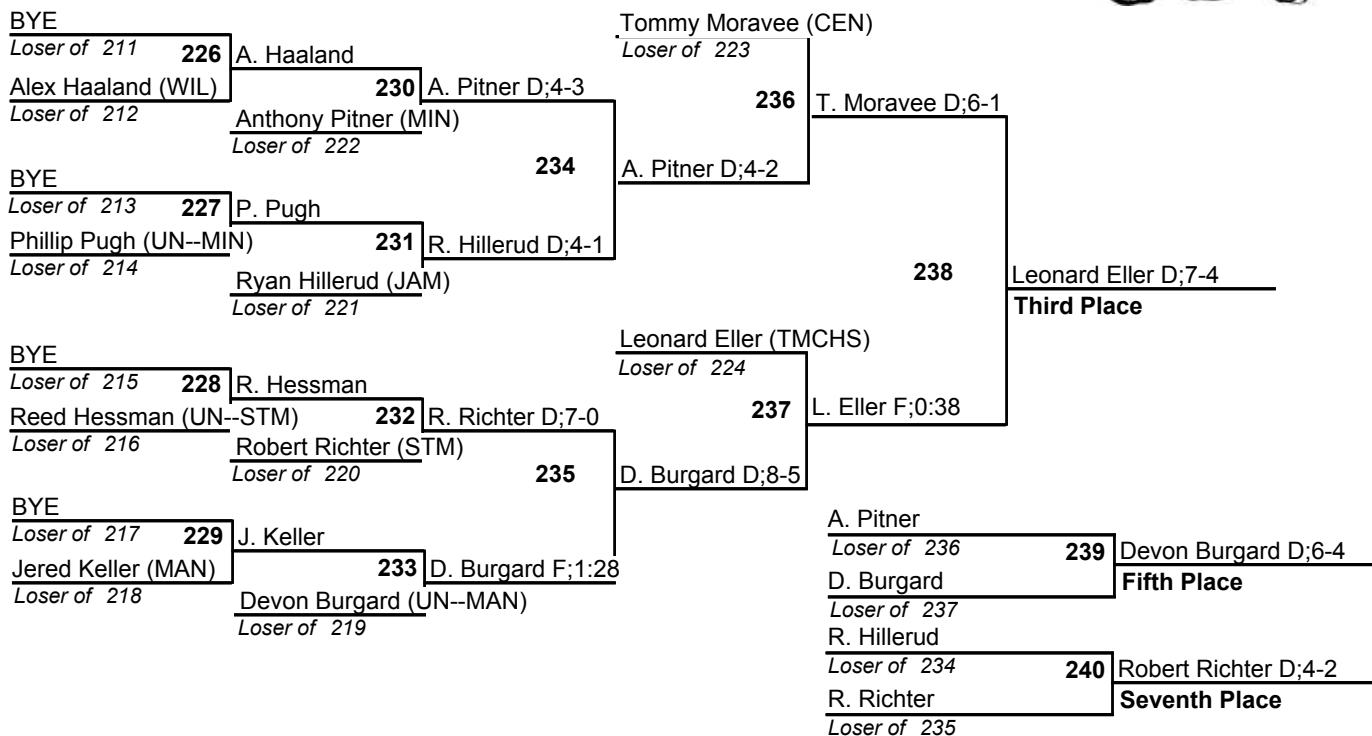 BYE
Loser of 211
226
Alex Haaland (WIL)
Loser of 212
A. Haaland
230
Anthony Pitner (MIN)
Loser of 222
A. Pitner D;4-3
BYE
Loser of 213
227
Phillip Pugh (UN--MIN)
Loser of 214
P. Pugh
231
Ryan Hillerud (JAM)
Loser of 221
R. Hillerud D;4-1
234
Tommy Moravee (CEN)
Loser of 223
236
A. Pitner D;4-2
T. Moravee D;6-1
BYE
Loser of 215
228
Reed Hessman (UN--STM)
Loser of 216
R. Hessman
232
Robert Richter (STM)
Loser of 220
R. Richter D;7-0
BYE
Loser of 217
229
Jered Keller (MAN)
Loser of 218
J. Keller
233
Devon Burgard (UN--MAN)
Loser of 219
D. Burgard F;1:28
235
Leonard Eller (TMCHS)
Loser of 224
237
D. Burgard D;8-5
L. Eller F;0:38
238
Leonard Eller D;7-4
Third Place
A. Pitner
Loser of 236
239
D. Burgard
Loser of 237
Devon Burgard D;6-4
Fifth Place
R. Hillerud
Loser of 234
240
R. Richter
Loser of 235
Robert Richter D;4-2
Seventh Place